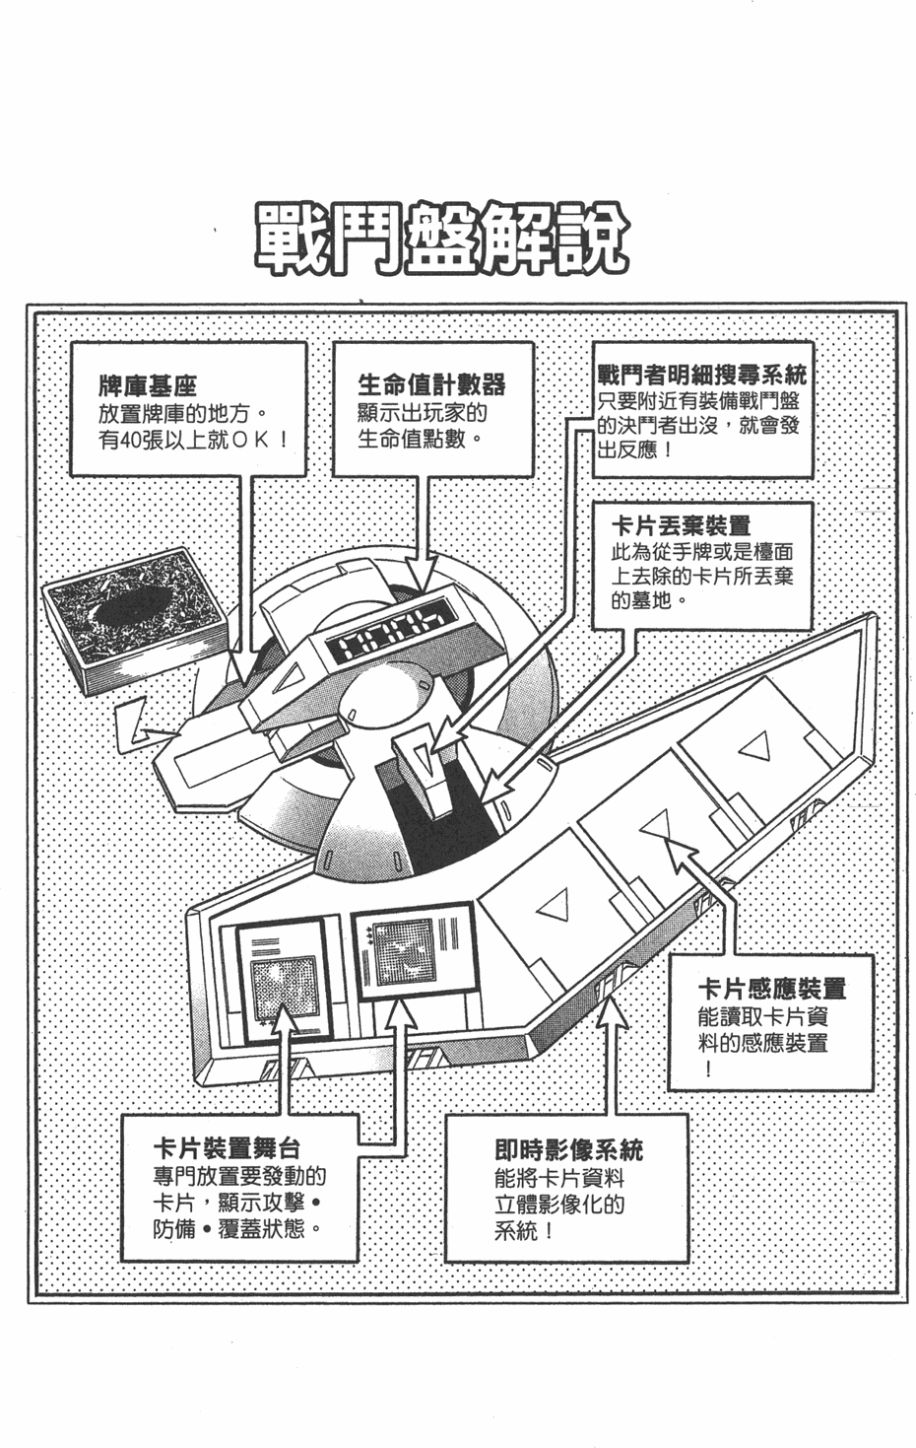 戰鬥盤解說
牌庫基座
放置牌庫的地方。
有40張以上就OK！
生命值計數器
顯示出玩家的
生命值點數。
戰鬥者明細搜尋系統
只要附近有裝備戰鬥盤
的決鬥者出沒，就會發
出反應！
卡片丟棄裝置
此為從手牌或是檯面
上去除的卡片所丟棄
的墓地。
卡片感應裝置
能讀取卡片資
料的感應裝置
！
卡片裝置舞台
專門放置要發動的
卡片，顯示攻擊•
防備•覆蓋狀態。
即時影像系統
能將卡片資料
立體影像化的
系統！